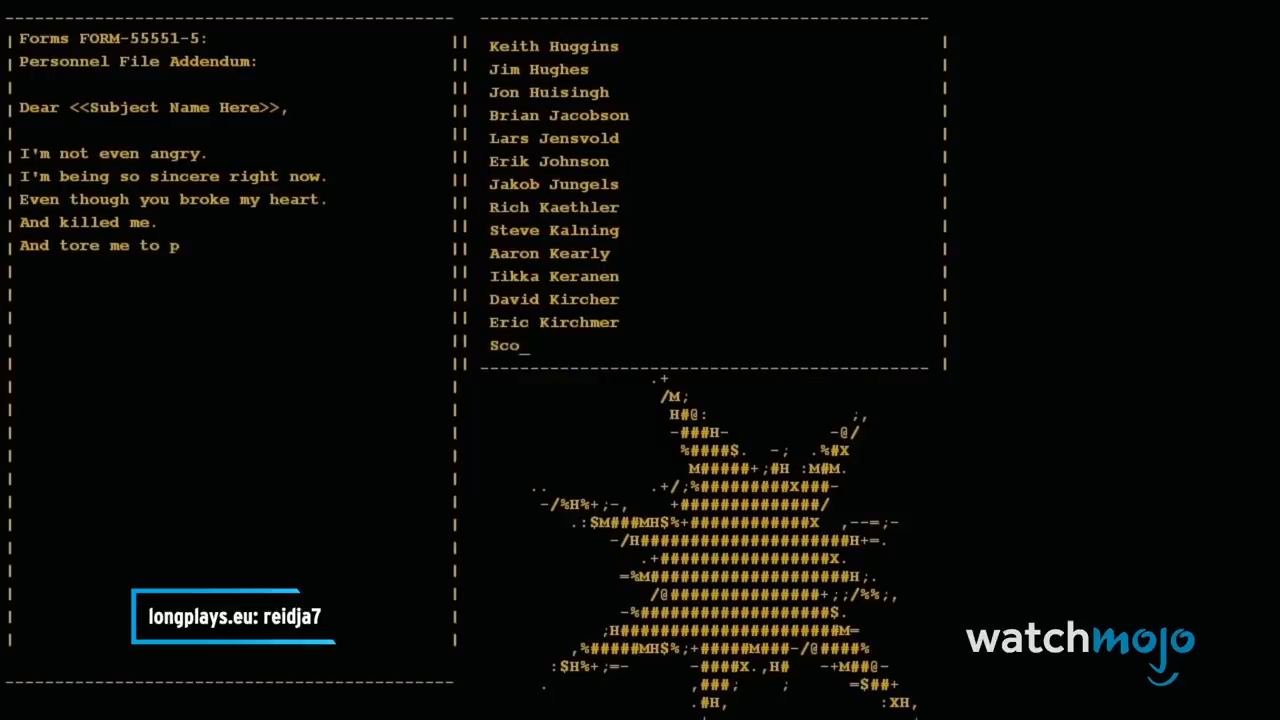 Forms FORM-55551-5:
Personnel File Addendum:
Dear <<Subject Name Here>>,
I'm not even angry.
I'm being so sincere right now.
Even though you broke my heart.
And killed me.
And tore me to p
Keith Huggins
Jim Hughes
Jon Huisingh
Brian Jacobson
Lars Jensvold
Erik Johnson
Jakob Jungels
Rich Kaethler
Steve Kalning
Aaron Kearly
Iikka Keranen
David Kircher
Eric Kirchmer
Sco_
longplays.eu: reidja7
watchmojo